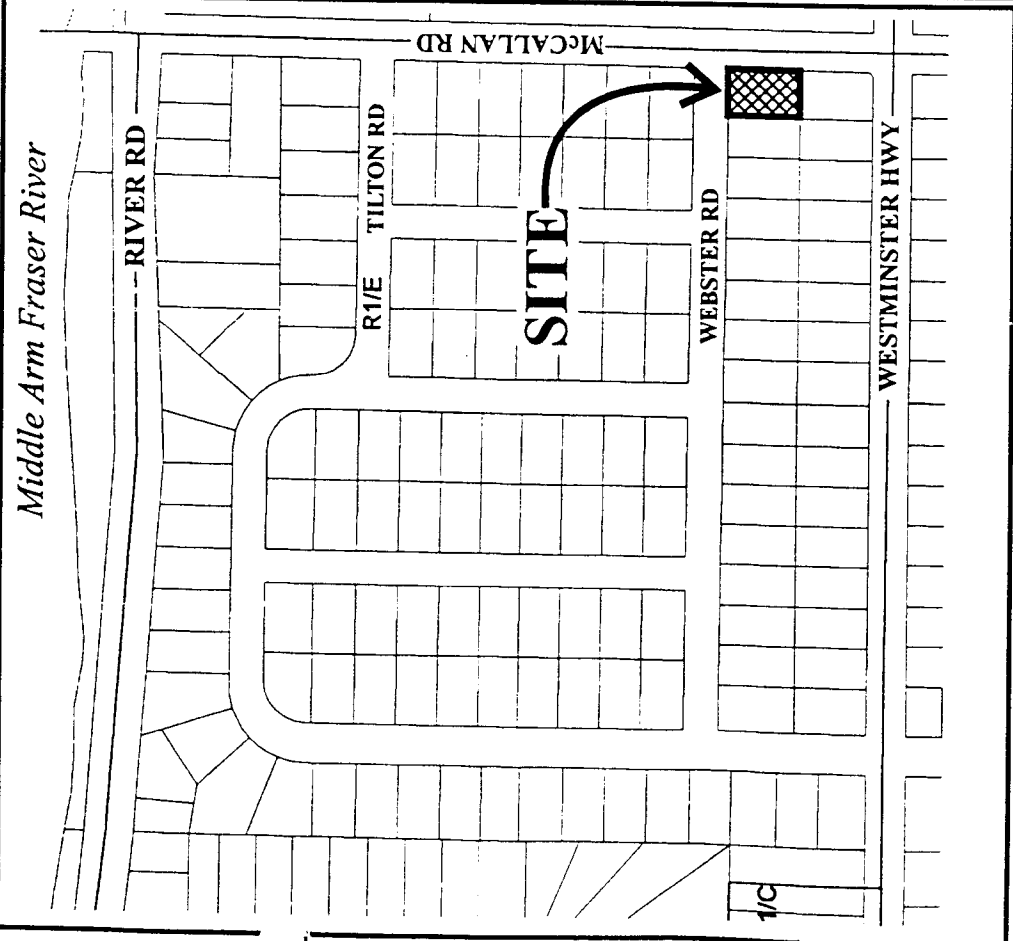 McCALLAN RD
Middle Arm Fraser River
RIVER RD
TILTON RD
R1/E
SITE
WEBSTER RD
WESTMINSTER HWY
1/C